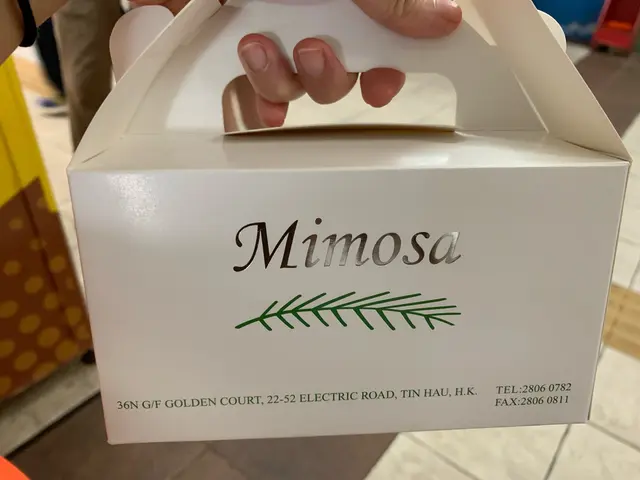 Mimosa
36N G/F GOLDEN COURT, 22-52 ELECTRIC ROAD, TIN HAU, H.K.
TEL:2806 0782
FAX:2806 0811